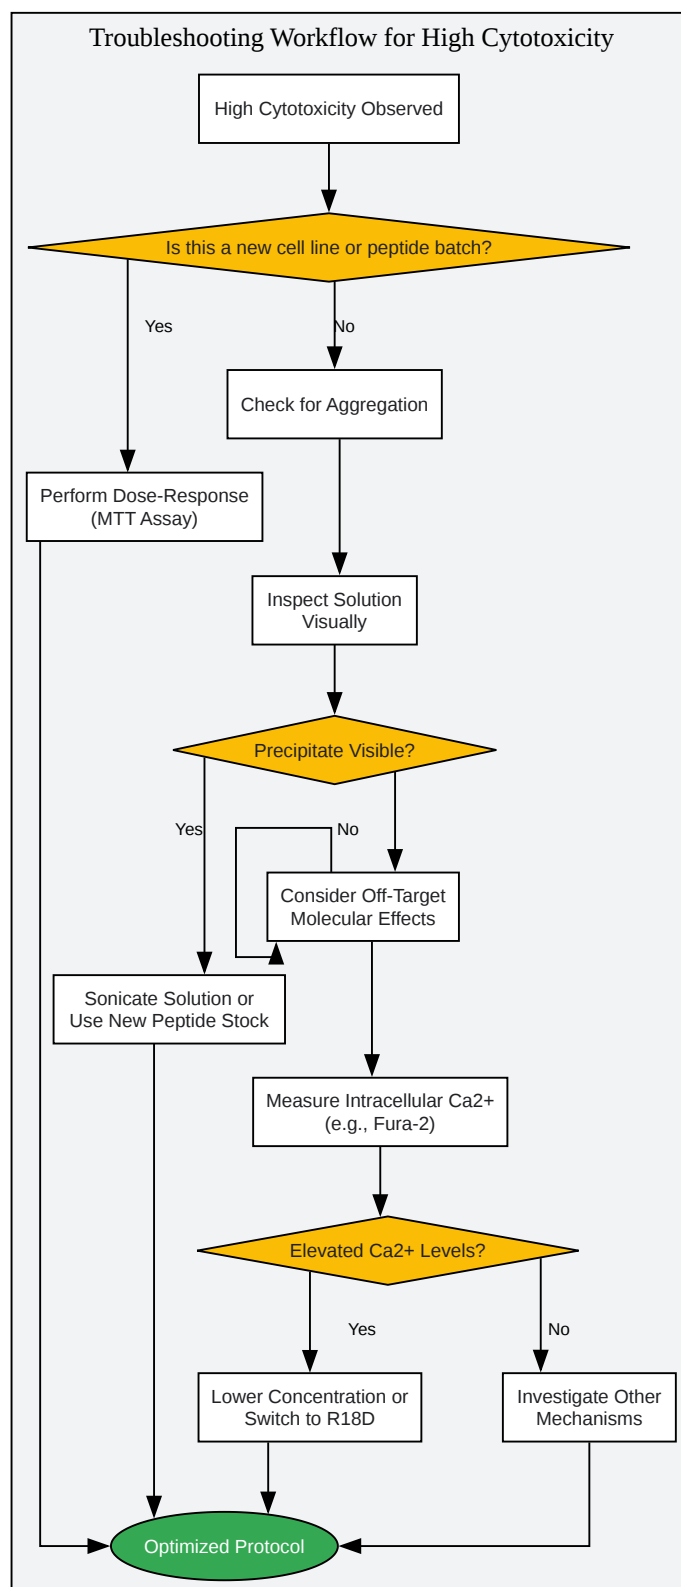 Troubleshooting Workflow for High Cytotoxicity
High Cytotoxicity Observed
Is this a new cell line or peptide batch?
Yes
No
Check for Aggregation
Perform Dose-Response
(MTT Assay)
Inspect Solution
Visually
Precipitate Visible?
Yes
No
Consider Off-Target
Molecular Effects
Sonicate Solution or
Use New Peptide Stock
Measure Intracellular Ca2+
(e.g., Fura-2)
Elevated Ca2+ Levels?
Yes
No
Lower Concentration or
Switch to R18D
Investigate Other
Mechanisms
Optimized Protocol